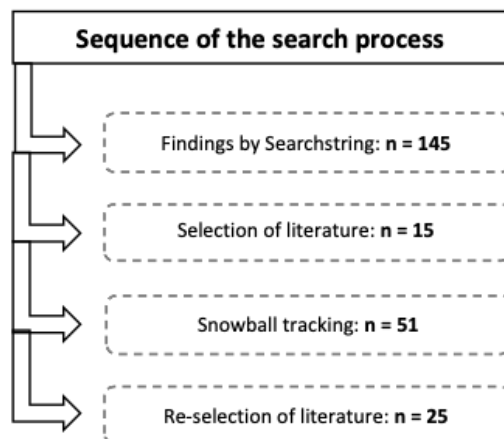 Sequence of the search process
Findings by Searchstring: n = 145
Selection of literature: n = 15
Snowball tracking: n = 51
Re-selection of literature: n = 25